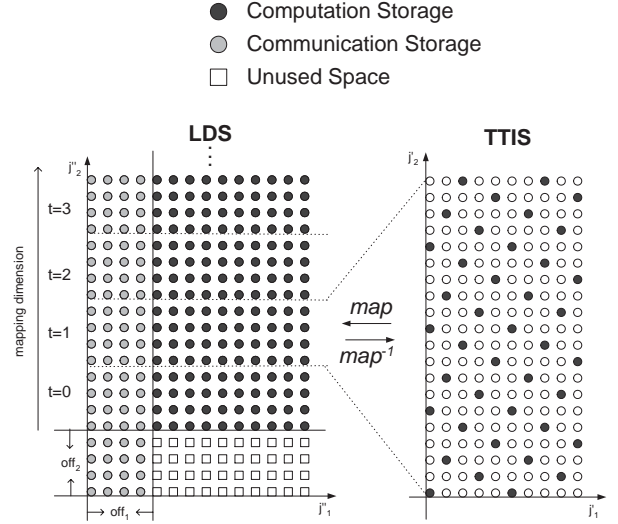 Computation Storage
Communication Storage
Unused Space
LDS
TTIS
j''2
j'2
t=3
t=2
t=1
t=0
mapping dimension
map
map-1
off2
off1
j''1
j'1